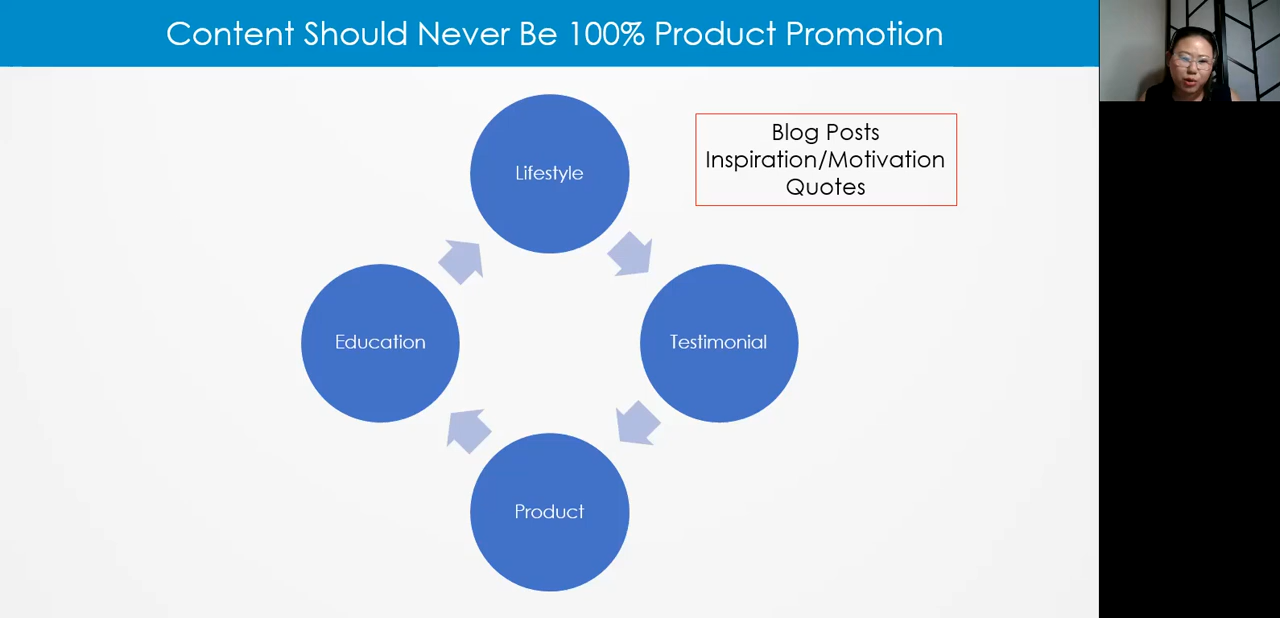 Content Should Never Be 100% Product Promotion
Lifestyle
Blog Posts
Inspiration/Motivation
Quotes
Education
Testimonial
Product